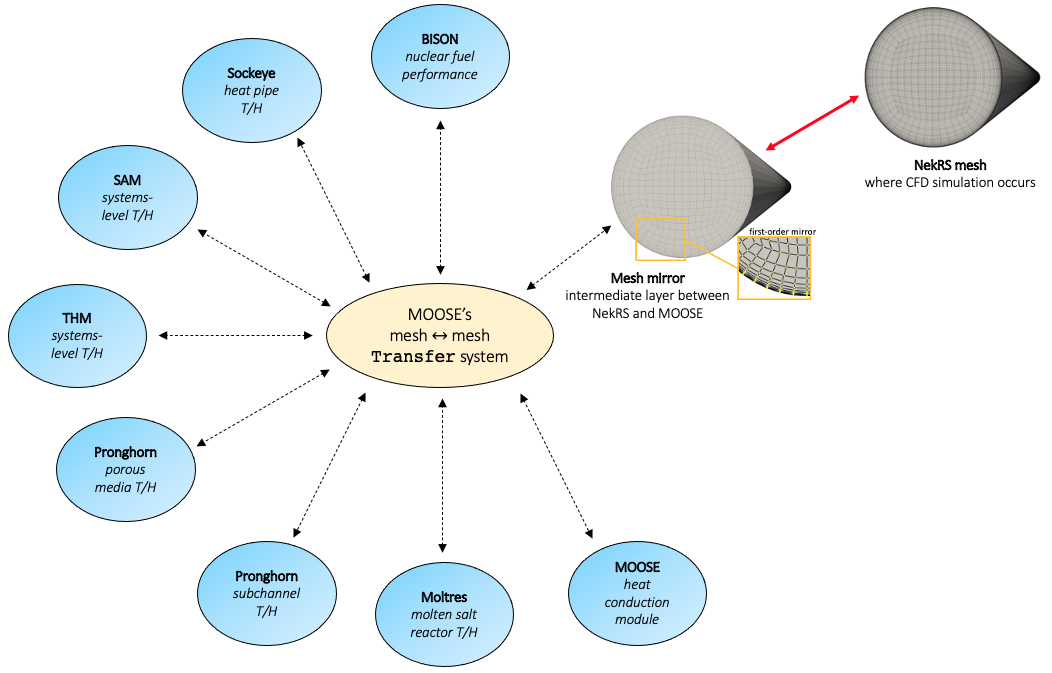 BISON
nuclear fuel
performance
Sockeye
heat pipe
T/H
SAM
systems-
level T/H
THM
systems-
level T/H
Pronghorn
porous
media T/H
Pronghorn
subchannel
T/H
Moltres
molten salt
reactor T/H
MOOSE
heat
conduction
module
MOOSE's
mesh ↔ mesh
Transfer system
first-order mirror
Mesh mirror
intermediate layer between
NekRS and MOOSE
NekRS mesh
where CFD simulation occurs